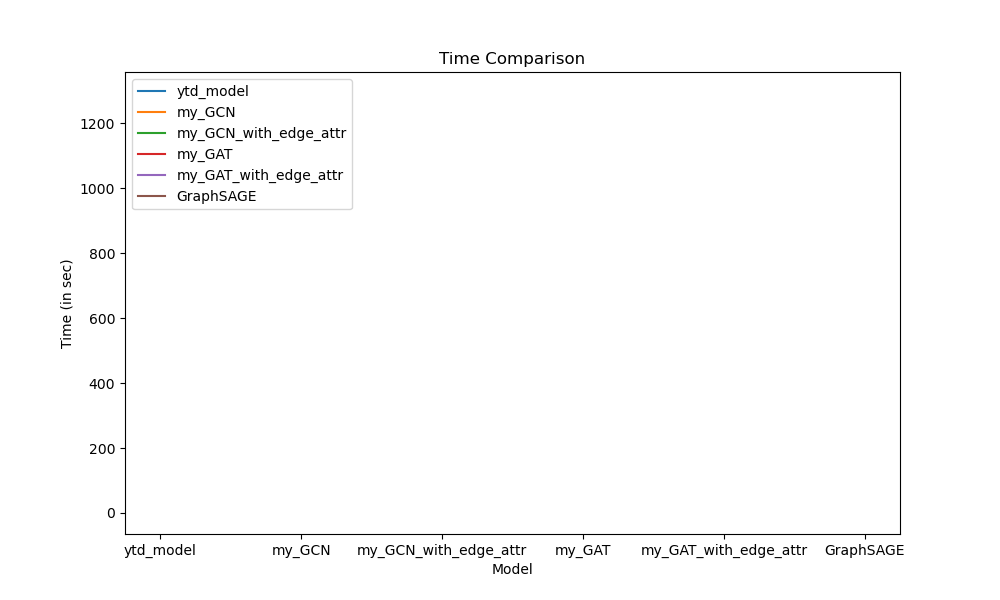 Time Comparison
ytd_model
my_GCN
my_GCN_with_edge_attr
my_GAT
my_GAT_with_edge_attr
GraphSAGE
1200
1000
800
600
400
200
0
Time (in sec)
ytd_model my_GCN my_GCN_with_edge_attr my_GAT my_GAT_with_edge_attr GraphSAGE
Model